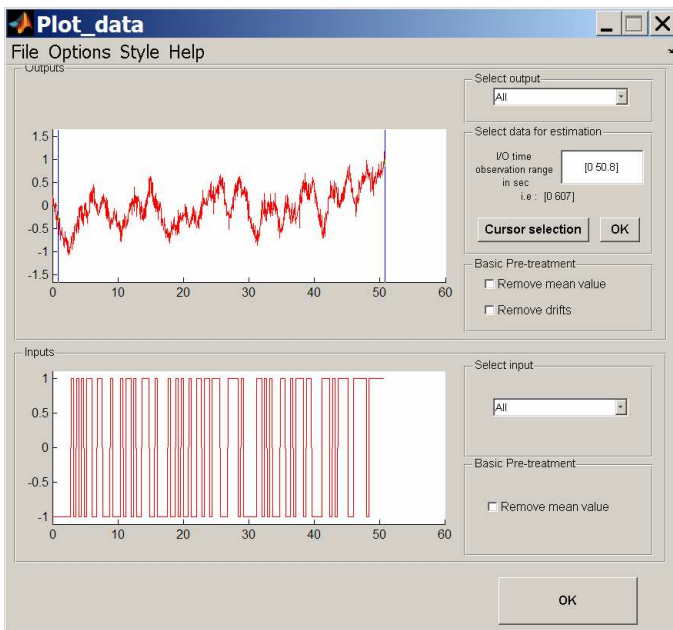 Plot_data
File Options Style Help
Outputs
1.5
1
0.5
0
-0.5
-1
-1.5
0 10 20 30 40 50 60
Select output
All
Select data for estimation
I/O time
observation range
in sec
[0 50.8]
i.e : [0 607]
Cursor selection
OK
Basic Pre-treatment
Remove mean value
Remove drifts
Inputs
1
0.5
0
-0.5
-1
0 10 20 30 40 50 60
Select input
All
Basic Pre-treatment
Remove mean value
OK